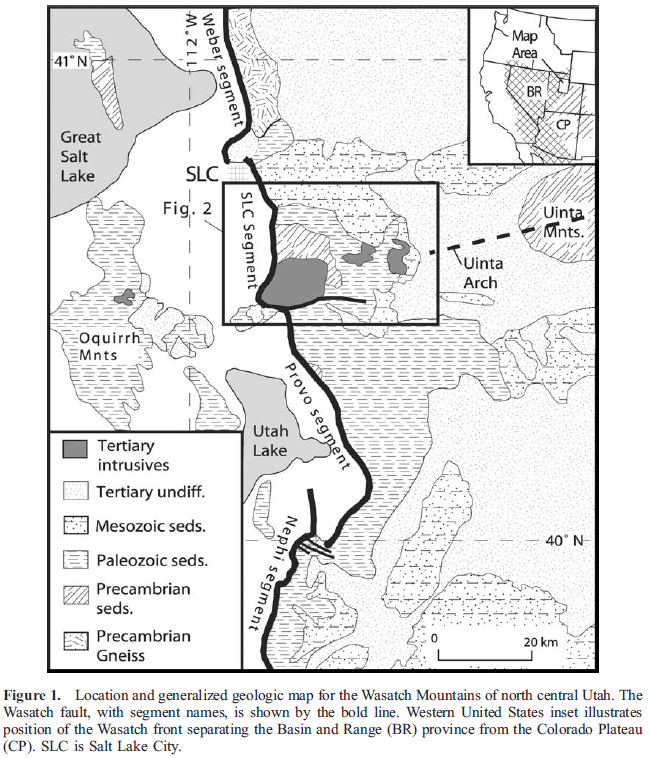 41° N
112° W
Weber segment
Map
Area
BR
CP
Great
Salt
Lake
SLC
Fig. 2
SLC Segment
Uinta
Mnts.
Uinta
Arch
Oquirrh
Mnts
Provo segment
Utah
Lake
Nephi segment
40° N
Tertiary
intrusives
Tertiary undiff.
Mesozoic seds.
Paleozoic seds.
Precambrian
seds.
Precambrian
Gneiss
0 20 km
Figure 1. Location and generalized geologic map for the Wasatch Mountains of north central Utah. The
Wasatch fault, with segment names, is shown by the bold line. Western United States inset illustrates
position of the Wasatch front separating the Basin and Range (BR) province from the Colorado Plateau
(CP). SLC is Salt Lake City.